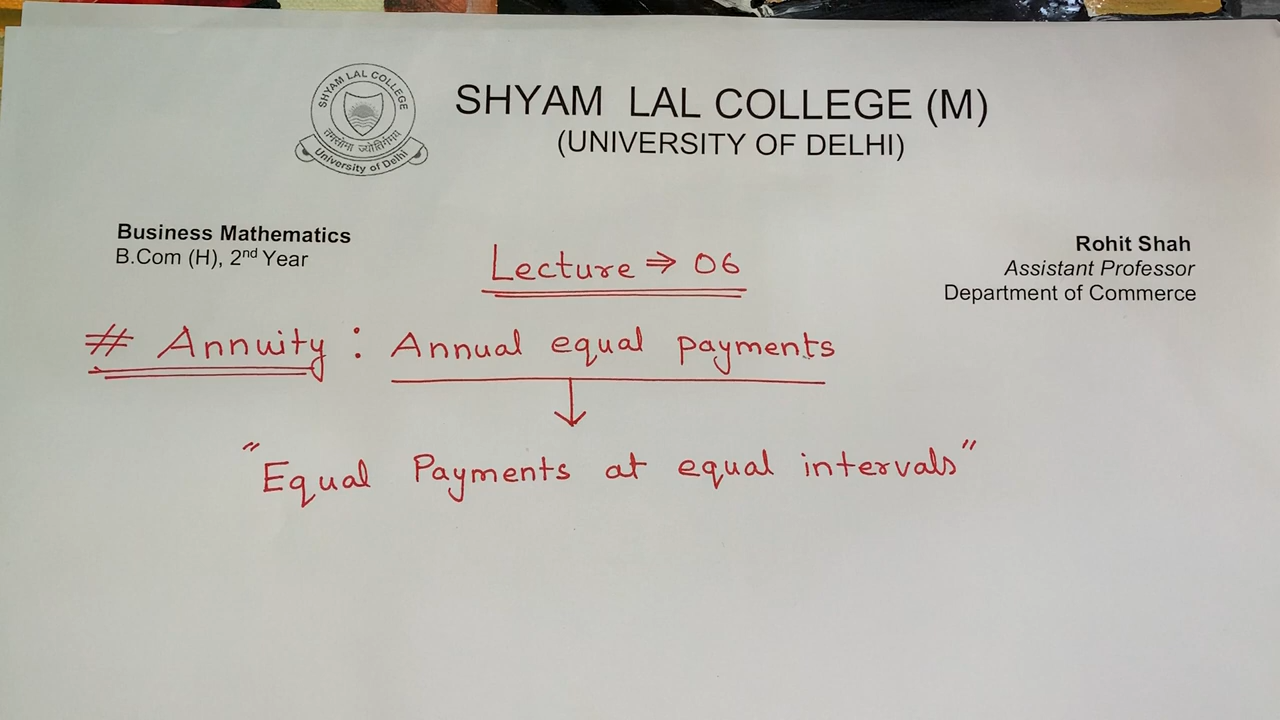 SHYAM LAL COLLEGE
University of Delhi
SHYAM LAL COLLEGE (M)
(UNIVERSITY OF DELHI)
Business Mathematics
B.Com (H), 2nd Year
Rohit Shah
Assistant Professor
Department of Commerce
Lecture ⇒ 06
# Annuity : Annual equal payments
"Equal Payments at equal intervals"